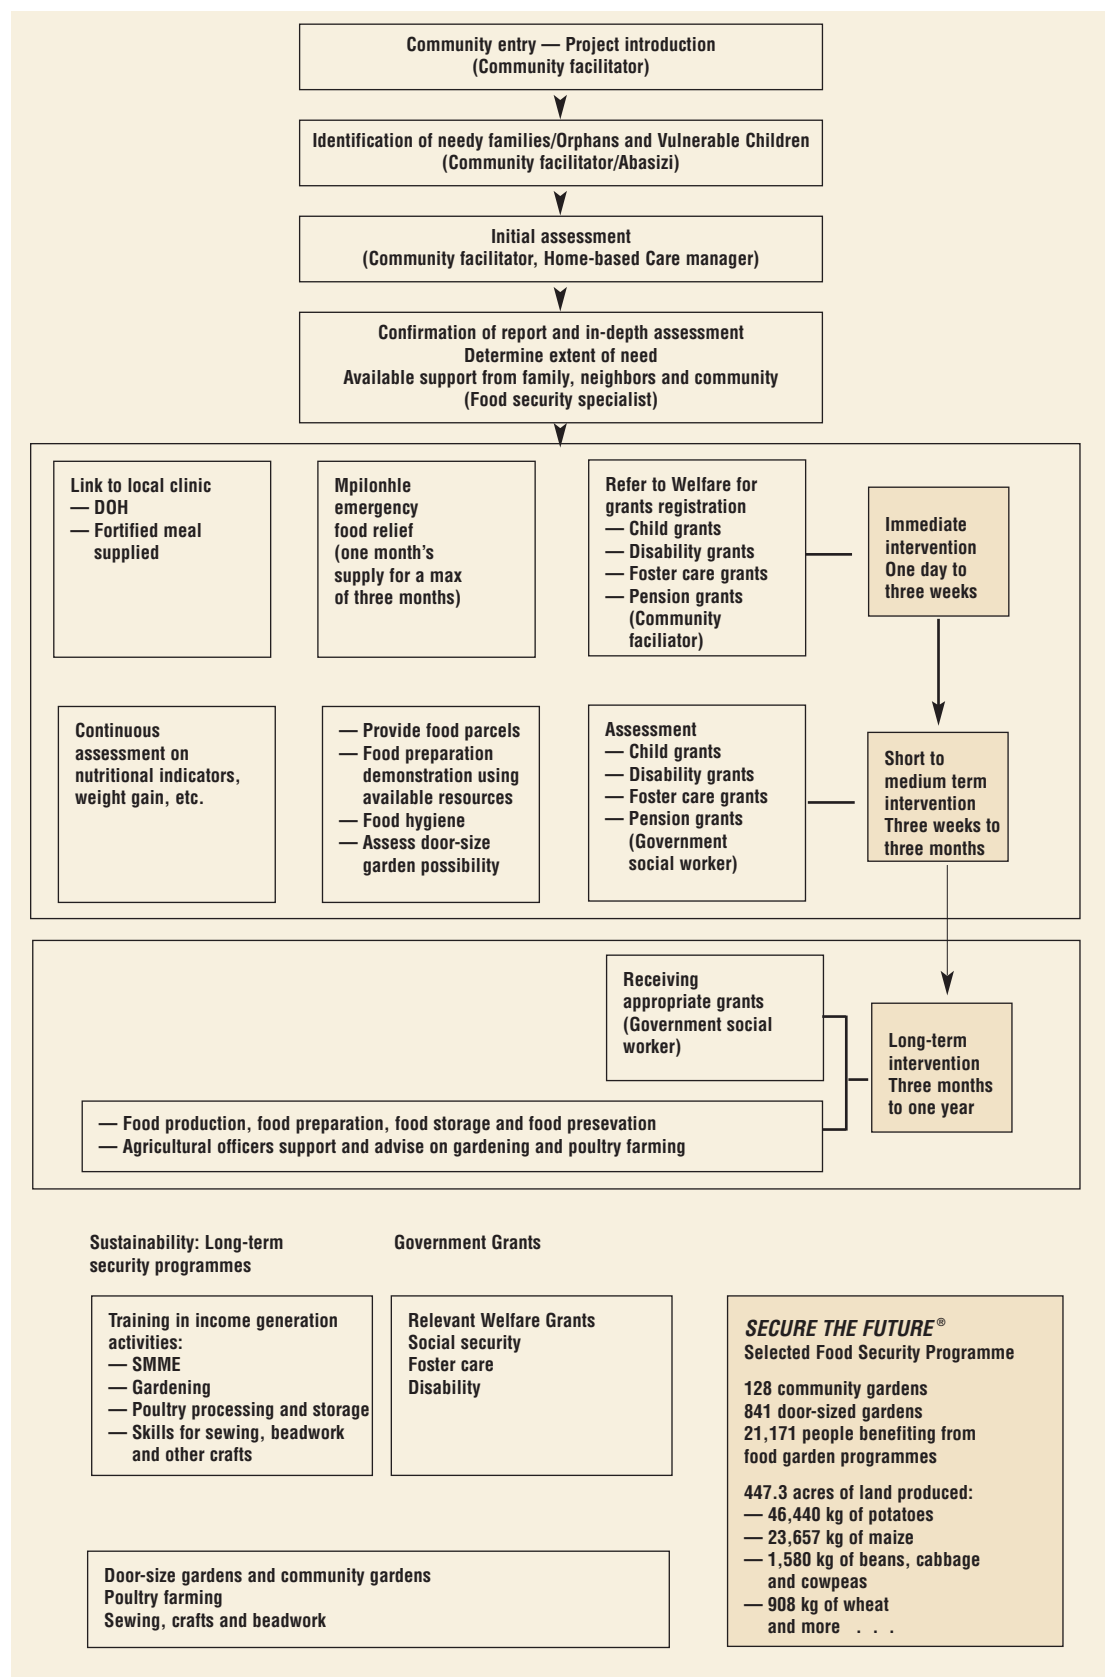 Community entry — Project introduction
(Community facilitator)
Identification of needy families/Orphans and Vulnerable Children
(Community facilitator/Abasizi)
Initial assessment
(Community facilitator, Home-based Care manager)
Confirmation of report and in-depth assessment
Determine extent of need
Available support from family, neighbors and community
(Food security specialist)
Link to local clinic
— DOH
— Fortified meal
supplied
Mpilonhle
emergency
food relief
(one month's
supply for a max
of three months)
Refer to Welfare for
grants registration
— Child grants
— Disability grants
— Foster care grants
— Pension grants
(Community
faciliator)
Immediate
intervention
One day to
three weeks
Continuous
assessment on
nutritional indicators,
weight gain, etc.
— Provide food parcels
— Food preparation
demonstration using
available resources
— Food hygiene
— Assess door-size
garden possibility
Assessment
— Child grants
— Disability grants
— Foster care grants
— Pension grants
(Government
social worker)
Short to
medium term
intervention
Three weeks to
three months
Receiving
appropriate grants
(Government social
worker)
Long-term
intervention
Three months
to one year
— Food production, food preparation, food storage and food presevation
— Agricultural officers support and advise on gardening and poultry farming
Sustainability: Long-term
security programmes
Government Grants
Training in income generation
activities:
— SMME
— Gardening
— Poultry processing and storage
— Skills for sewing, beadwork
and other crafts
Relevant Welfare Grants
Social security
Foster care
Disability
SECURE THE FUTURE®
Selected Food Security Programme
128 community gardens
841 door-sized gardens
21,171 people benefiting from
food garden programmes
447.3 acres of land produced:
— 46,440 kg of potatoes
— 23,657 kg of maize
— 1,580 kg of beans, cabbage
and cowpeas
— 908 kg of wheat
and more . . .
Door-size gardens and community gardens
Poultry farming
Sewing, crafts and beadwork